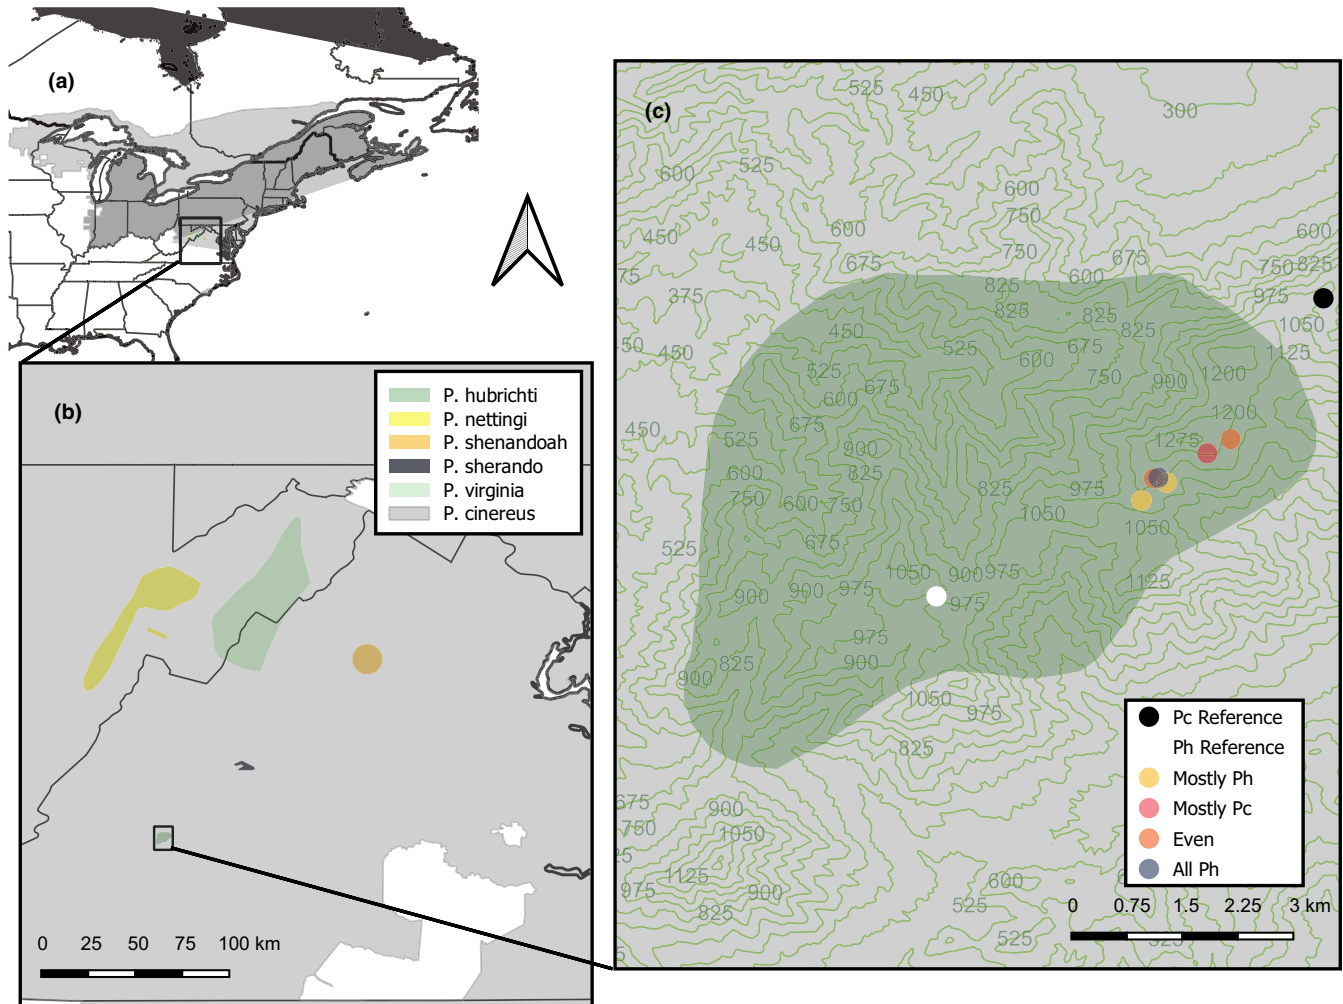 (a)
(b)
P. hubrichti
P. nettingi
P. shenandoah
P. sherando
P. virginia
P. cinereus
0 25 50 75 100 km
(c)
525 450 300
525
600
600
750
600
450 450 750 675
600
675 600 750 825
75 375 825 825 975
825 825 825
450 1050
450 525 600 675 1125
525 675 750 900 1200
600
675 1200
450 525 900 1275
600 825 975
750 600 750 825
1050 1050
525 675
1050 900 975 1125
900 900 975 975
975
825 900
900 1050
975
825
675 900
750 1050
1125
975 900
825
600
525
525
525
Pc Reference
Ph Reference
Mostly Ph
Mostly Pc
Even
All Ph
0 0.75 1.5 2.25 3 km